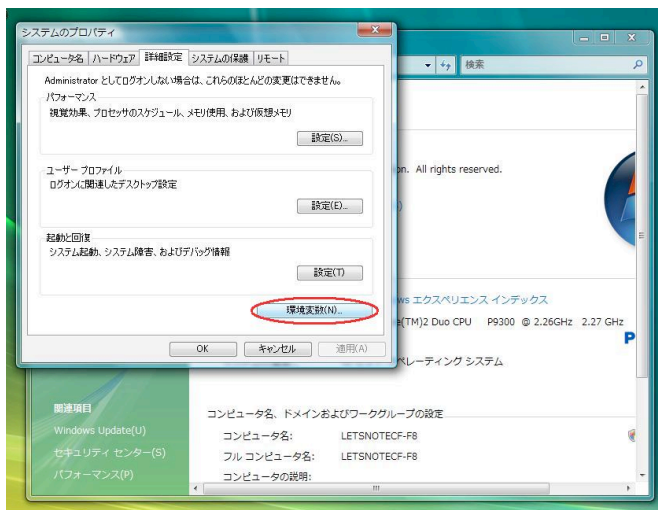 システムのプロパティ
コンピュータ名 ハードウェア 詳細設定 システムの保護 リモート
Administrator としてログオンしない場合は、これらのほとんどの変更はできません。
パフォーマンス
視覚効果、プロセッサのスケジュール、メモリ使用、および仮想メモリ
設定(S)...
ユーザー プロファイル
ログオンに関連したデスクトップ設定
設定(E)...
起動と回復
システム起動、システム障害、およびデバッグ情報
設定(T)
環境変数(N)...
OK キャンセル 適用(A)
検索
on. All rights reserved.
ws エクスペリエンス インデックス
(TM)2 Duo CPU P9300 @ 2.26GHz 2.27 GHz
P
ペレーティング システム
関連項目
Windows Update(U)
セキュリティ センター(S)
パフォーマンス(P)
コンピュータ名、ドメインおよびワークグループの設定
コンピュータ名: LETSNOTECF-F8
フル コンピュータ名: LETSNOTECF-F8
コンピュータの説明: